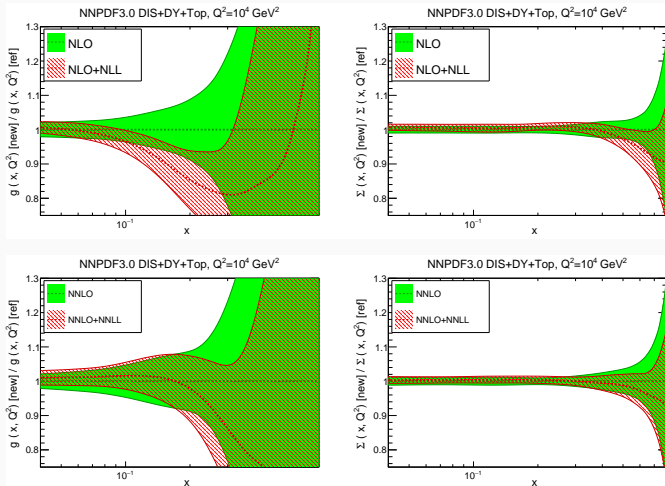 NNPDF3.0 DIS+DY+Top, Q²=10⁴ GeV²
g ( x, Q²) [new] / g ( x, Q²) [ref]
1.3
1.2
1.1
1
0.9
0.8
NLO
NLO+NLL
10⁻¹
x
NNPDF3.0 DIS+DY+Top, Q²=10⁴ GeV²
Σ ( x, Q²) [new] / Σ ( x, Q²) [ref]
1.3
1.2
1.1
1
0.9
0.8
NLO
NLO+NLL
10⁻¹
x
NNPDF3.0 DIS+DY+Top, Q²=10⁴ GeV²
g ( x, Q²) [new] / g ( x, Q²) [ref]
1.3
1.2
1.1
1
0.9
0.8
NNLO
NNLO+NNLL
10⁻¹
x
NNPDF3.0 DIS+DY+Top, Q²=10⁴ GeV²
Σ ( x, Q²) [new] / Σ ( x, Q²) [ref]
1.3
1.2
1.1
1
0.9
0.8
NNLO
NNLO+NNLL
10⁻¹
x